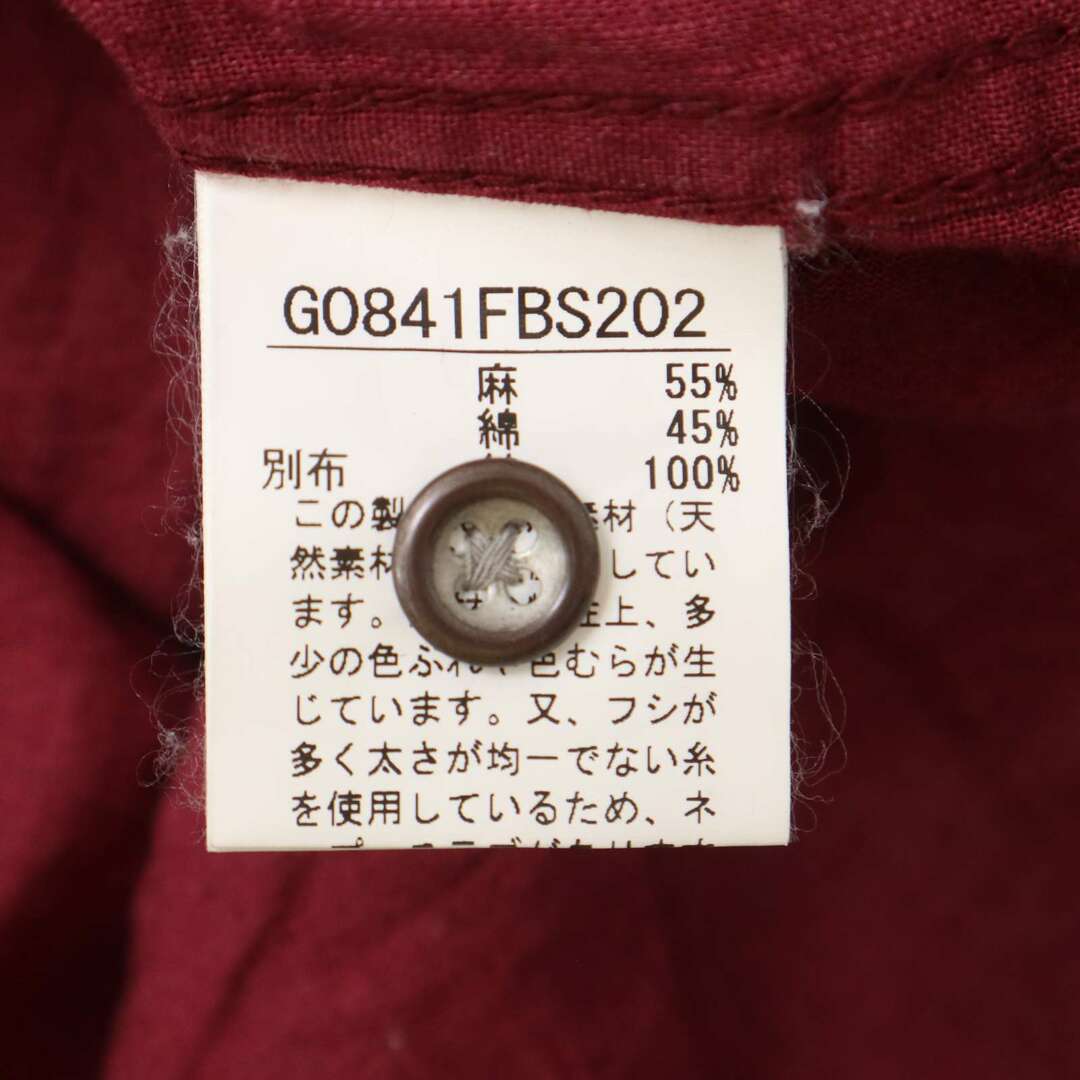 G0841FBS202
麻 55%
綿 45%
別布 100%
この製 素材（天
然素材 してい
ます。 上、多
少の色ふれ、色むらが生
じています。又、フシが
多く太さが均一でない糸
を使用しているため、ネ